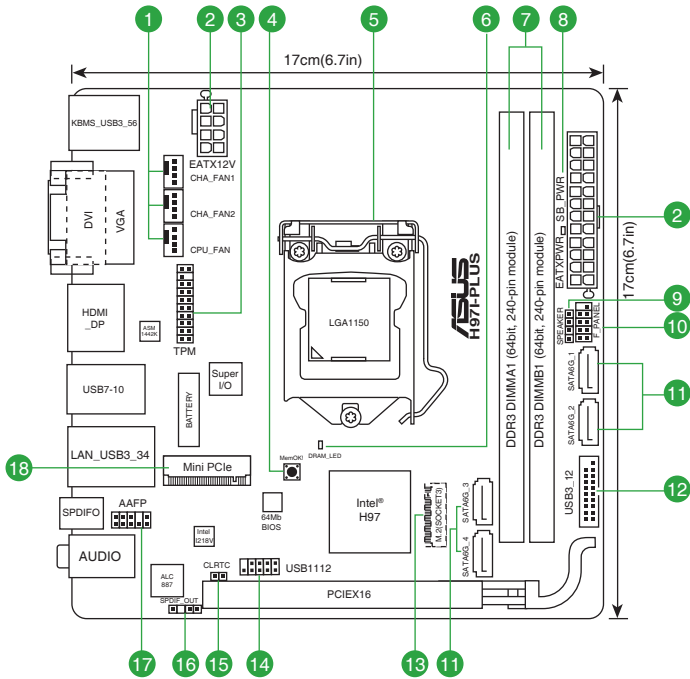 1
2
3
4
5
6
7
8
17cm(6.7in)
KBMS_USB3_56
EATX12V
CHA_FAN1
CHA_FAN2
CPU_FAN
DVI
VGA
SB_PWR
EATXPWR
2
17cm(6.7in)
LGA1150
ASUS
H97I-PLUS
DDR3 DIMMA1 (64bit, 240-pin module)
DDR3 DIMMB1 (64bit, 240-pin module)
HDMI
_DP
ASM
1442K
TPM
SPEAKER
F_PANEL
9
10
SATA6G_1
SATA6G_2
11
USB7-10
Super
I/O
BATTERY
LAN_USB3_34
18
Mini PCIe
MemOK!
DRAM_LED
USB3_12
12
SPDIFO
AAFP
64Mb
BIOS
Intel®
H97
M.2(SOCKET3)
SATA6G_3
SATA6G_4
Intel
I218V
AUDIO
ALC
887
CLRTC
USB1112
SPDIF_OUT
PCIEX16
17
16
15
14
13
11